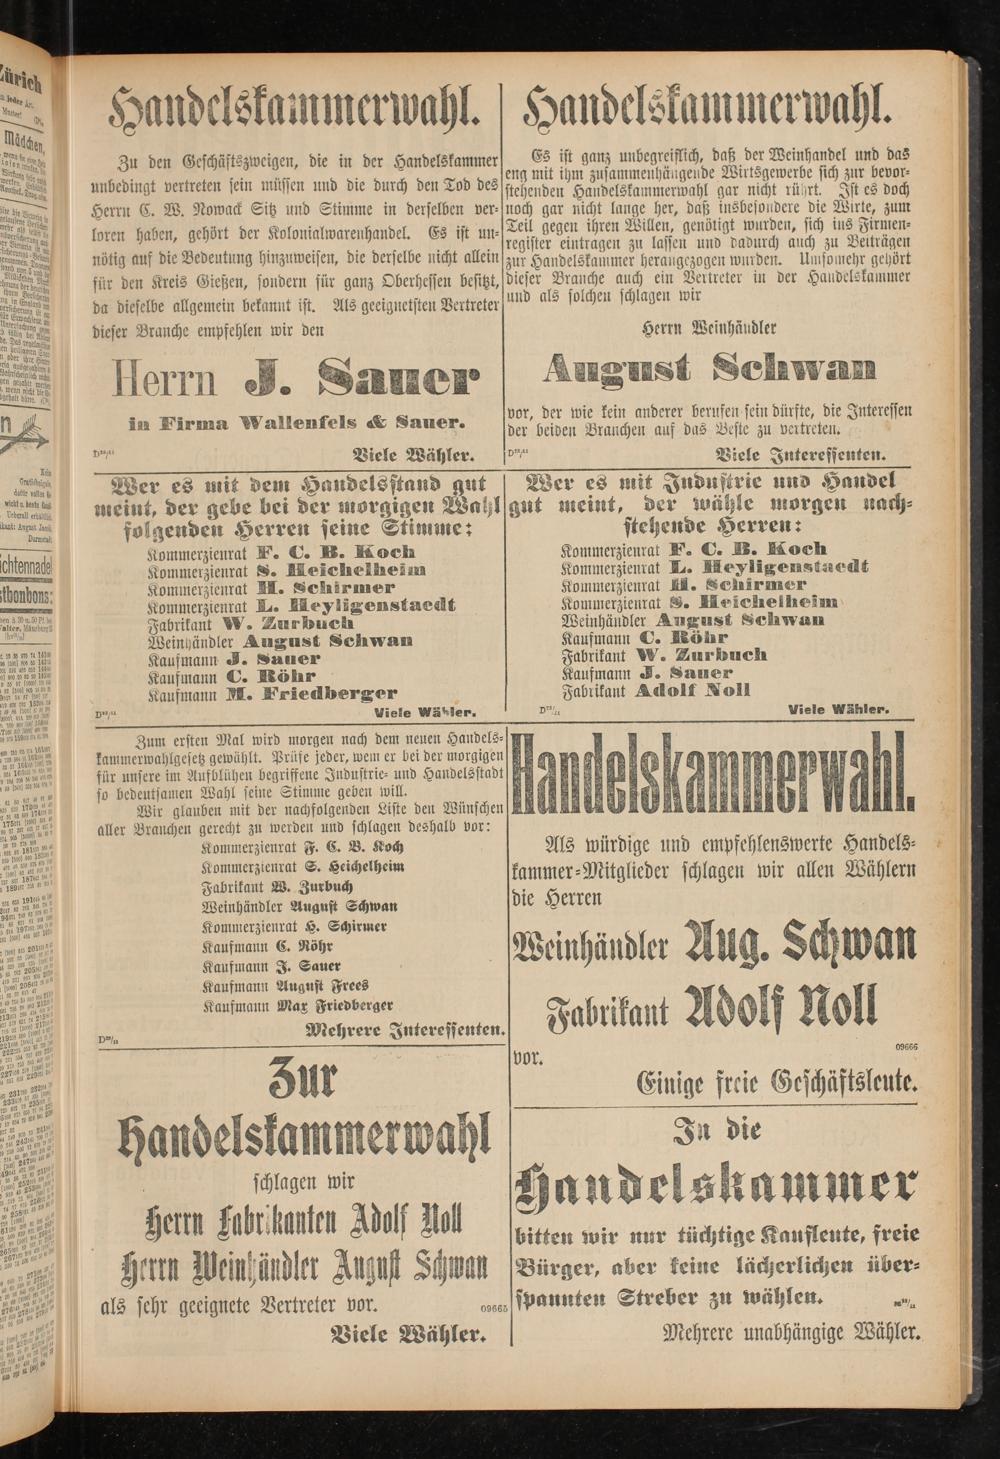 Handelskammerwahl.
Zu den Geschäftszweigen, die in der Handelskammer
unbedingt vertreten sein müssen und die durch den Tod des
Herrn C. W. Nowack Sitz und Stimme in derselben ver-
loren haben, gehört der Kolonialwarenhandel. Es ist un-
nötig auf die Bedeutung hinzuweisen, die derselbe nicht allein
für den Kreis Gießen, sondern für ganz Oberhessen besitzt,
da dieselbe allgemein bekannt ist. Als geeignetsten Vertreter
dieser Branche empfehlen wir den
Herrn J. Sauer
in Firma Wallenfels & Sauer.
Viele Wähler.
Handelskammerwahl.
Es ist ganz unbegreiflich, daß der Weinhandel und das
eng mit ihm zusammenhängende Wirtsgewerbe sich zur bevor-
stehenden Handelskammerwahl gar nicht rührt. Ist es doch
noch gar nicht lange her, daß insbesondere die Wirte, zum
Teil gegen ihren Willen, genötigt wurden, sich ins Firmen-
register eintragen zu lassen und dadurch auch zu Beiträgen
zur Handelskammer herangezogen wurden. Umsomehr gehört
dieser Branche auch ein Vertreter in der Handelskammer
und als solchen schlagen wir
Herrn Weinhändler
August Schwan
vor, der wie kein anderer berufen sein dürfte, die Interessen
der beiden Branchen auf das Beste zu vertreten.
Viele Interessenten.
Wer es mit dem Handelsstand gut
meint, der gebe bei der morgigen Wahl
folgenden Herren seine Stimme:
Kommerzienrat F. C. B. Koch
Kommerzienrat S. Heichelheim
Kommerzienrat H. Schirmer
Kommerzienrat L. Heyligenstaedt
Fabrikant W. Zurbuch
Weinhändler August Schwan
Kaufmann J. Sauer
Kaufmann C. Röhr
Kaufmann M. Friedberger
Viele Wähler.
Wer es mit Industrie und Handel
gut meint, der wähle morgen nach-
stehende Herren:
Kommerzienrat F. C. B. Koch
Kommerzienrat L. Heyligenstaedt
Kommerzienrat H. Schirmer
Kommerzienrat S. Heichelheim
Weinhändler August Schwan
Kaufmann C. Röhr
Fabrikant W. Zurbuch
Kaufmann J. Sauer
Fabrikant Adolf Noll
Viele Wähler.
Zum ersten Mal wird morgen nach dem neuen Handels-
kammerwahlgesetz gewählt. Prüfe jeder, wem er bei der morgigen
für unsere im Aufblühen begriffene Industrie- und Handelsstadt
so bedeutsamen Wahl seine Stimme geben will.
Wir glauben mit der nachfolgenden Liste den Wünschen
aller Branchen gerecht zu werden und schlagen deshalb vor:
Kommerzienrat F. C. B. Koch
Kommerzienrat S. Heichelheim
Fabrikant W. Zurbuch
Weinhändler August Schwan
Kommerzienrat H. Schirmer
Kaufmann C. Röhr
Kaufmann J. Sauer
Kaufmann August Frees
Kaufmann Max Friedberger
Mehrere Interessenten.
Handelskammerwahl.
Als würdige und empfehlenswerte Handels-
kammer-Mitglieder schlagen wir allen Wählern
die Herren
Weinhändler Aug. Schwan
Fabrikant Adolf Noll
vor.
09666
Einige freie Geschäftsleute.
Zur
Handelskammerwahl
schlagen wir
Herrn Fabrikanten Adolf Noll
Herrn Weinhändler August Schwan
als sehr geeignete Vertreter vor.
09665
Viele Wähler.
In die
Handelskammer
bitten wir nur tüchtige Kaufleute, freie
Bürger, aber keine lächerlichen über-
spannten Streber zu wählen.
Mehrere unabhängige Wähler.